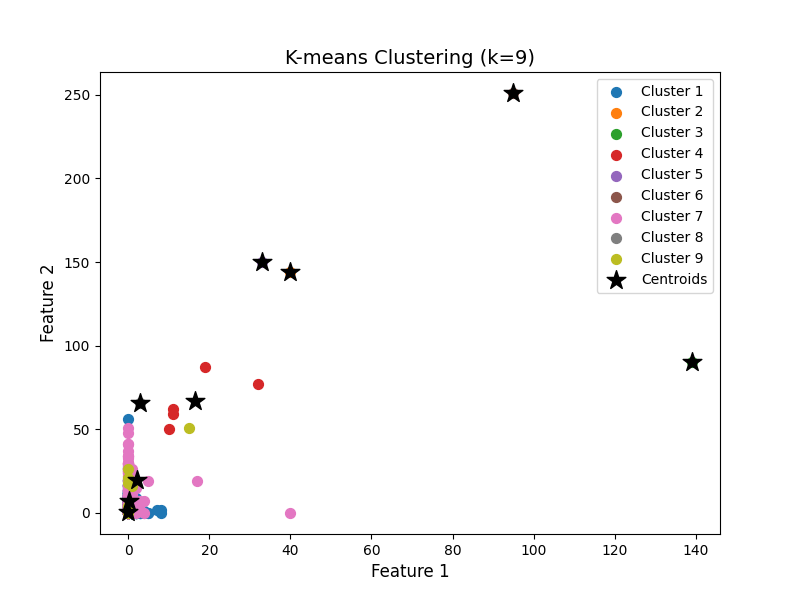 K-means Clustering (k=9)
250
200
150
100
50
0
Feature 2
0 20 40 60 80 100 120 140
Feature 1
Cluster 1
Cluster 2
Cluster 3
Cluster 4
Cluster 5
Cluster 6
Cluster 7
Cluster 8
Cluster 9
Centroids